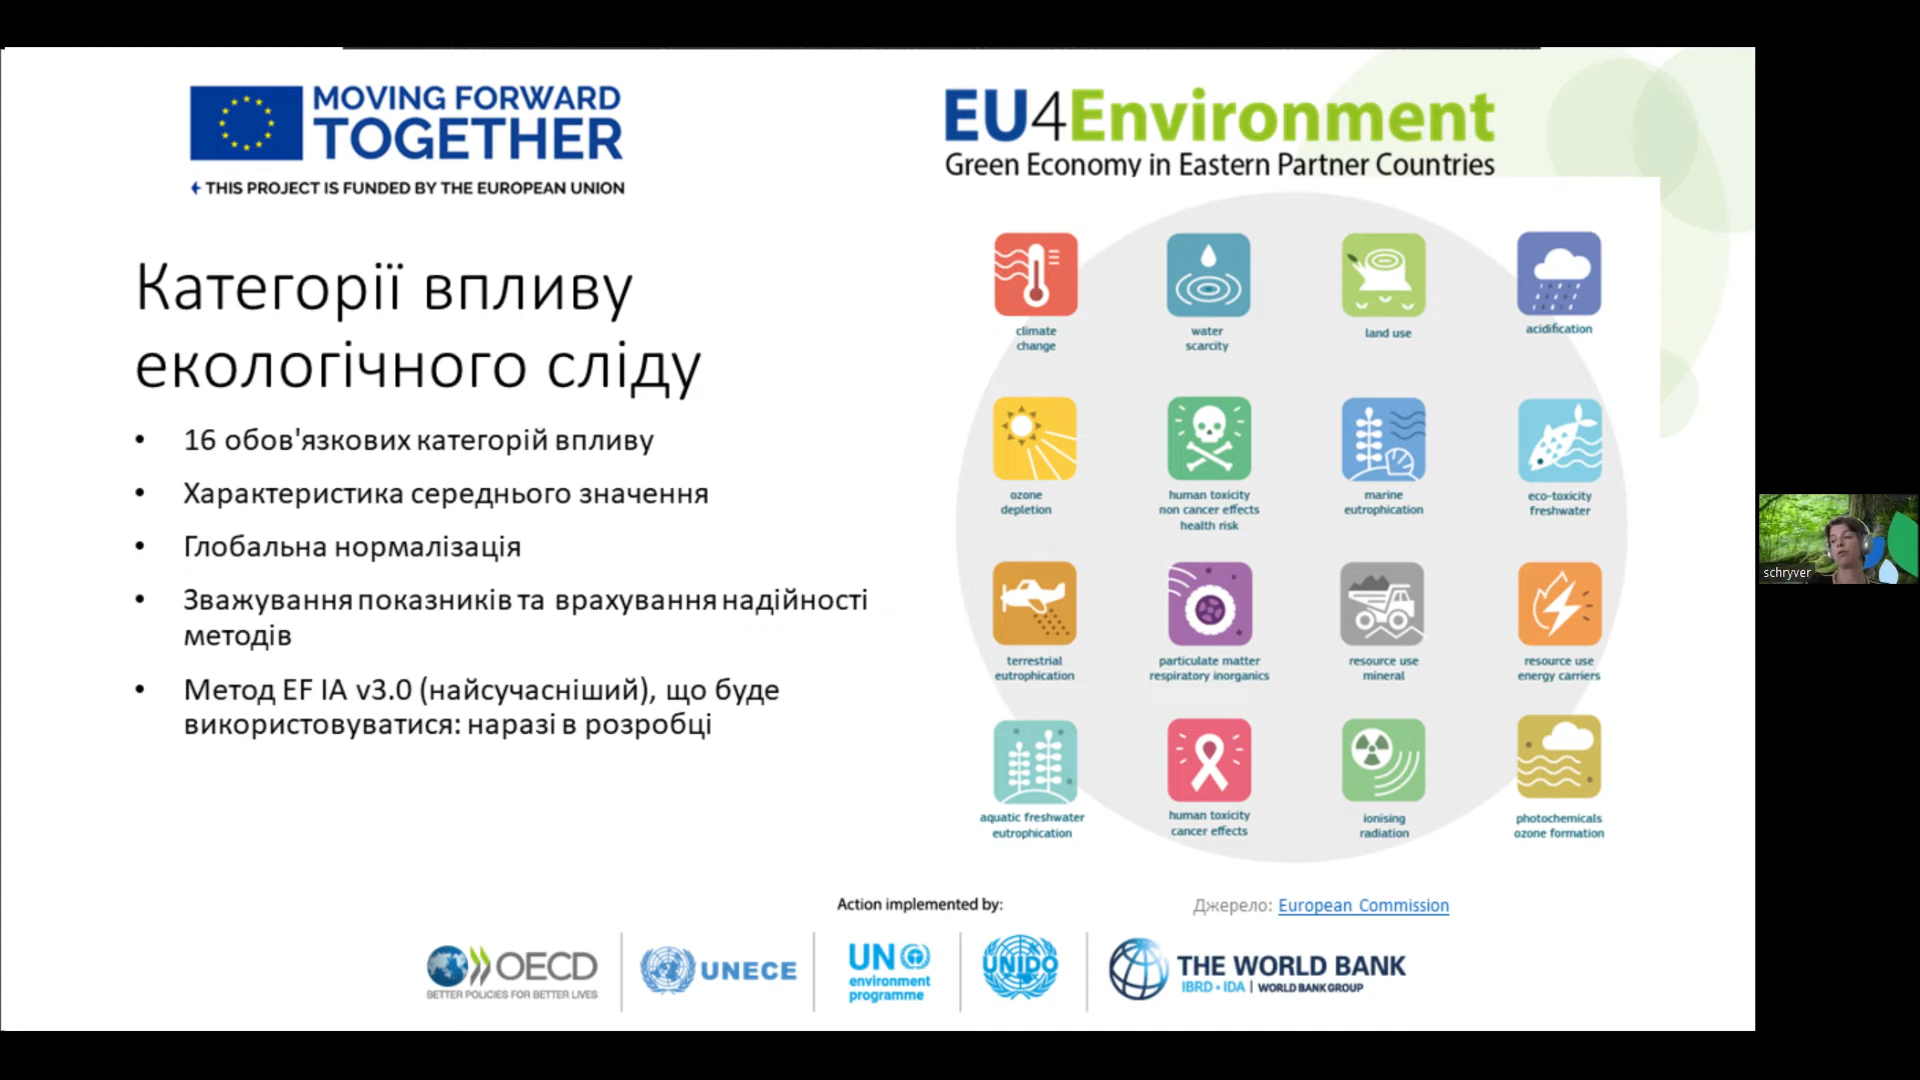 MOVING FORWARD
TOGETHER
THIS PROJECT IS FUNDED BY THE EUROPEAN UNION
EU4Environment
Green Economy in Eastern Partner Countries
Категорії впливу
екологічного сліду
• 16 обов'язкових категорій впливу
• Характеристика середнього значення
• Глобальна нормалізація
• Зважування показників та врахування надійності
методів
• Метод EF IA v3.0 (найсучасніший), що буде
використовуватися: наразі в розробці
climate
change
water
scarcity
land use
acidification
ozone
depletion
human toxicity
non cancer effects
health risk
marine
eutrophication
eco-toxicity
freshwater
terrestrial
eutrophication
particulate matter
respiratory inorganics
resource use
mineral
resource use
energy carriers
aquatic freshwater
eutrophication
human toxicity
cancer effects
ionising
radiation
photochemicals
ozone formation
schryver
Action implemented by:
Джерело: European Commission
OECD
BETTER POLICIES FOR BETTER LIVES
UNECE
UN
environment
programme
UNIDO
THE WORLD BANK
IBRD • IDA | WORLD BANK GROUP